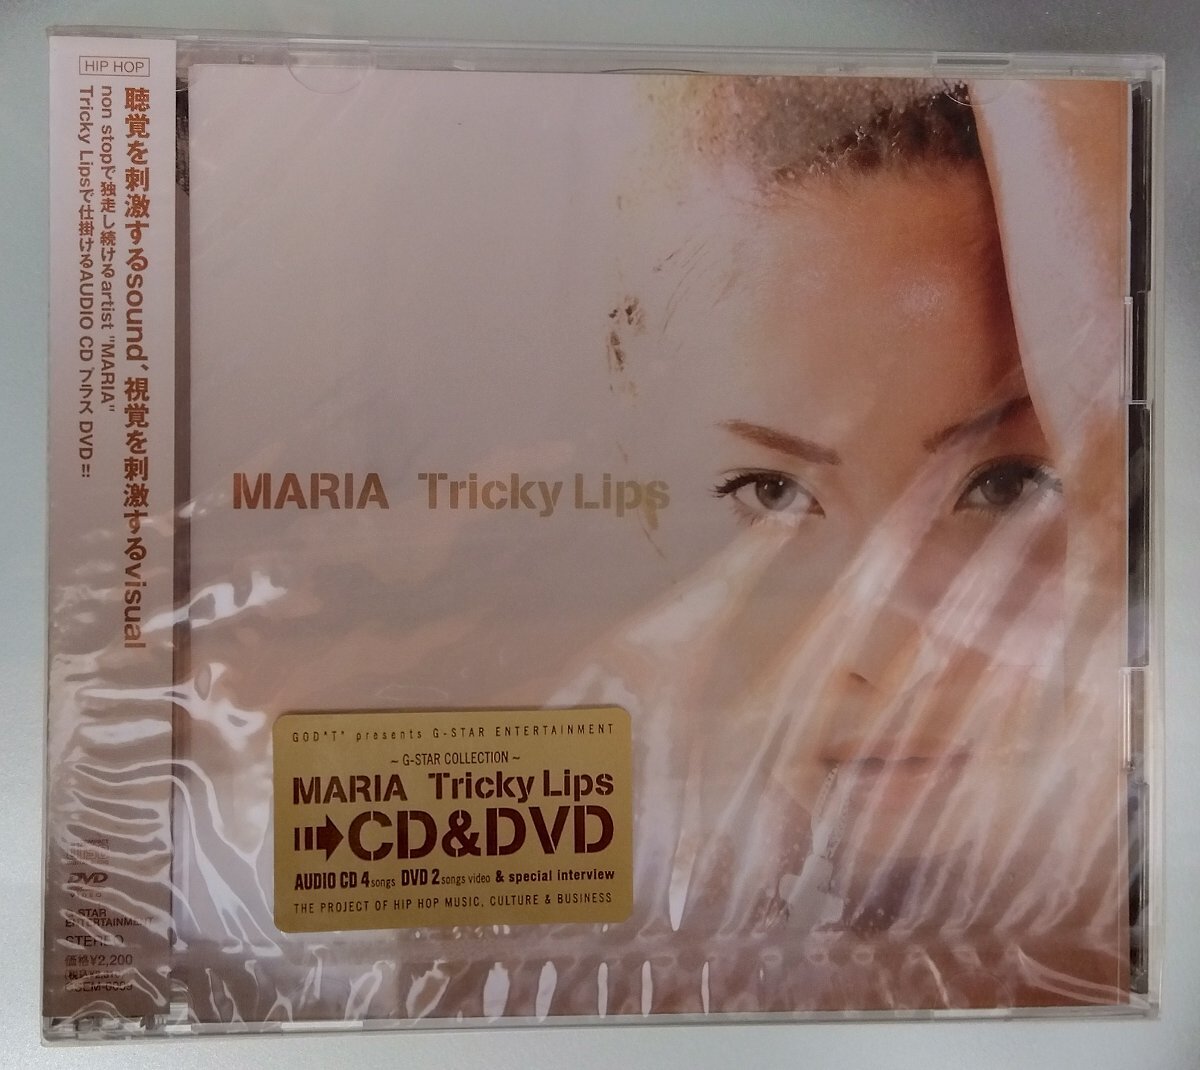 HIP HOP
聴覚を刺激するsound、視覚を刺激するvisual
non stopで独走し続けるartist "MARIA"
Tricky Lipsで仕掛けるAUDIO CD プラス DVD!!
DVD
G-STAR
ENTERTAINMENT
STEREO
価格¥2,200
MARIA Tricky Lips
GOD*T* presents G-STAR ENTERTAINMENT
~ G-STAR COLLECTION ~
MARIA Tricky Lips
CD&DVD
AUDIO CD 4 songs DVD 2 songs video & special interview
THE PROJECT OF HIP HOP MUSIC, CULTURE & BUSINESS